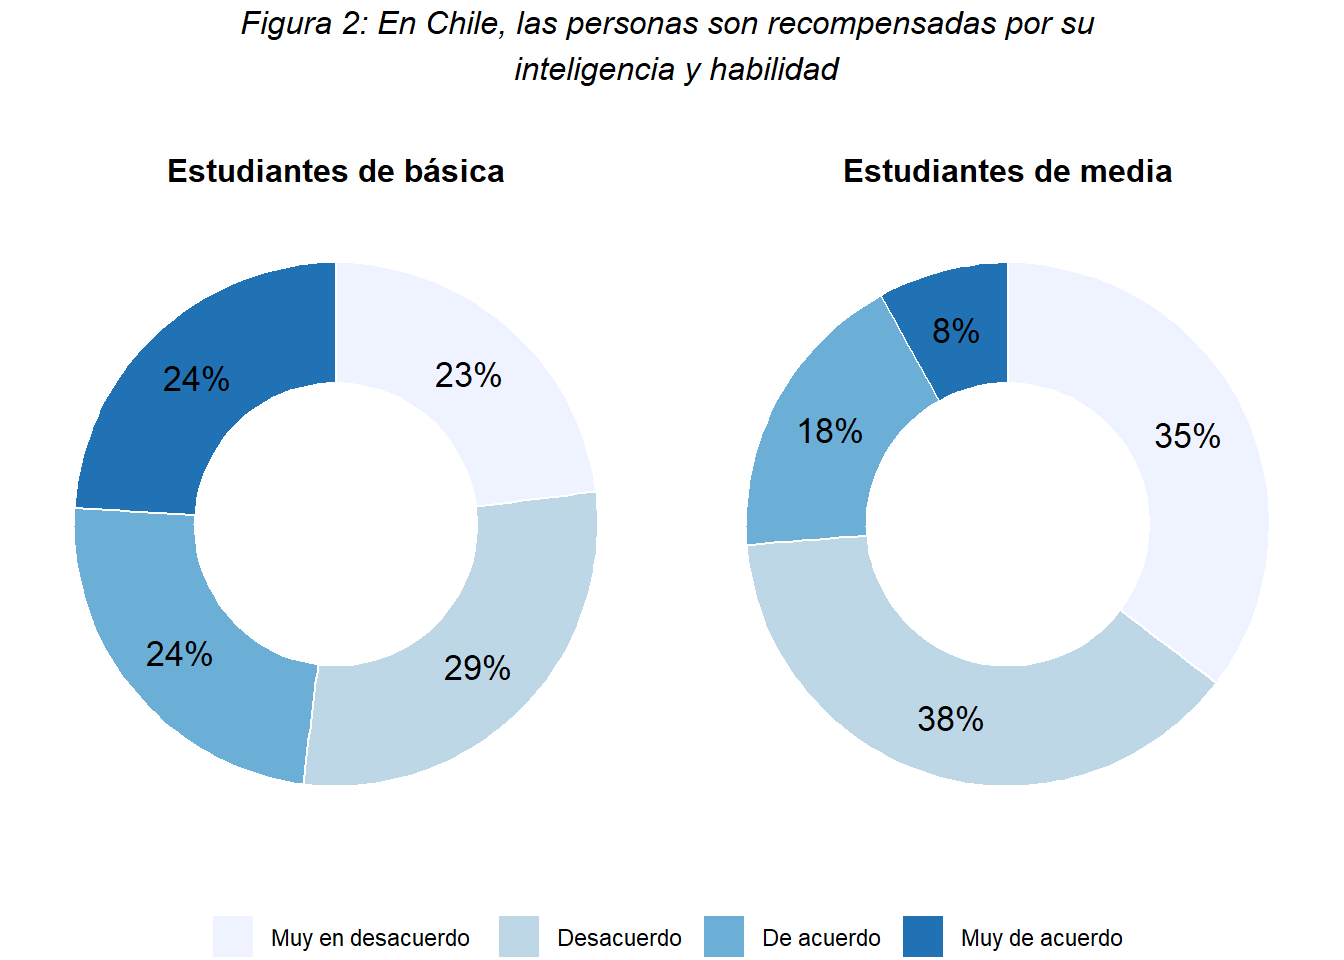 Figura 2: En Chile, las personas son recompensadas por su
inteligencia y habilidad
Estudiantes de básica
24%
23%
24%
29%
Estudiantes de media
8%
35%
18%
38%
Muy en desacuerdo
Desacuerdo
De acuerdo
Muy de acuerdo